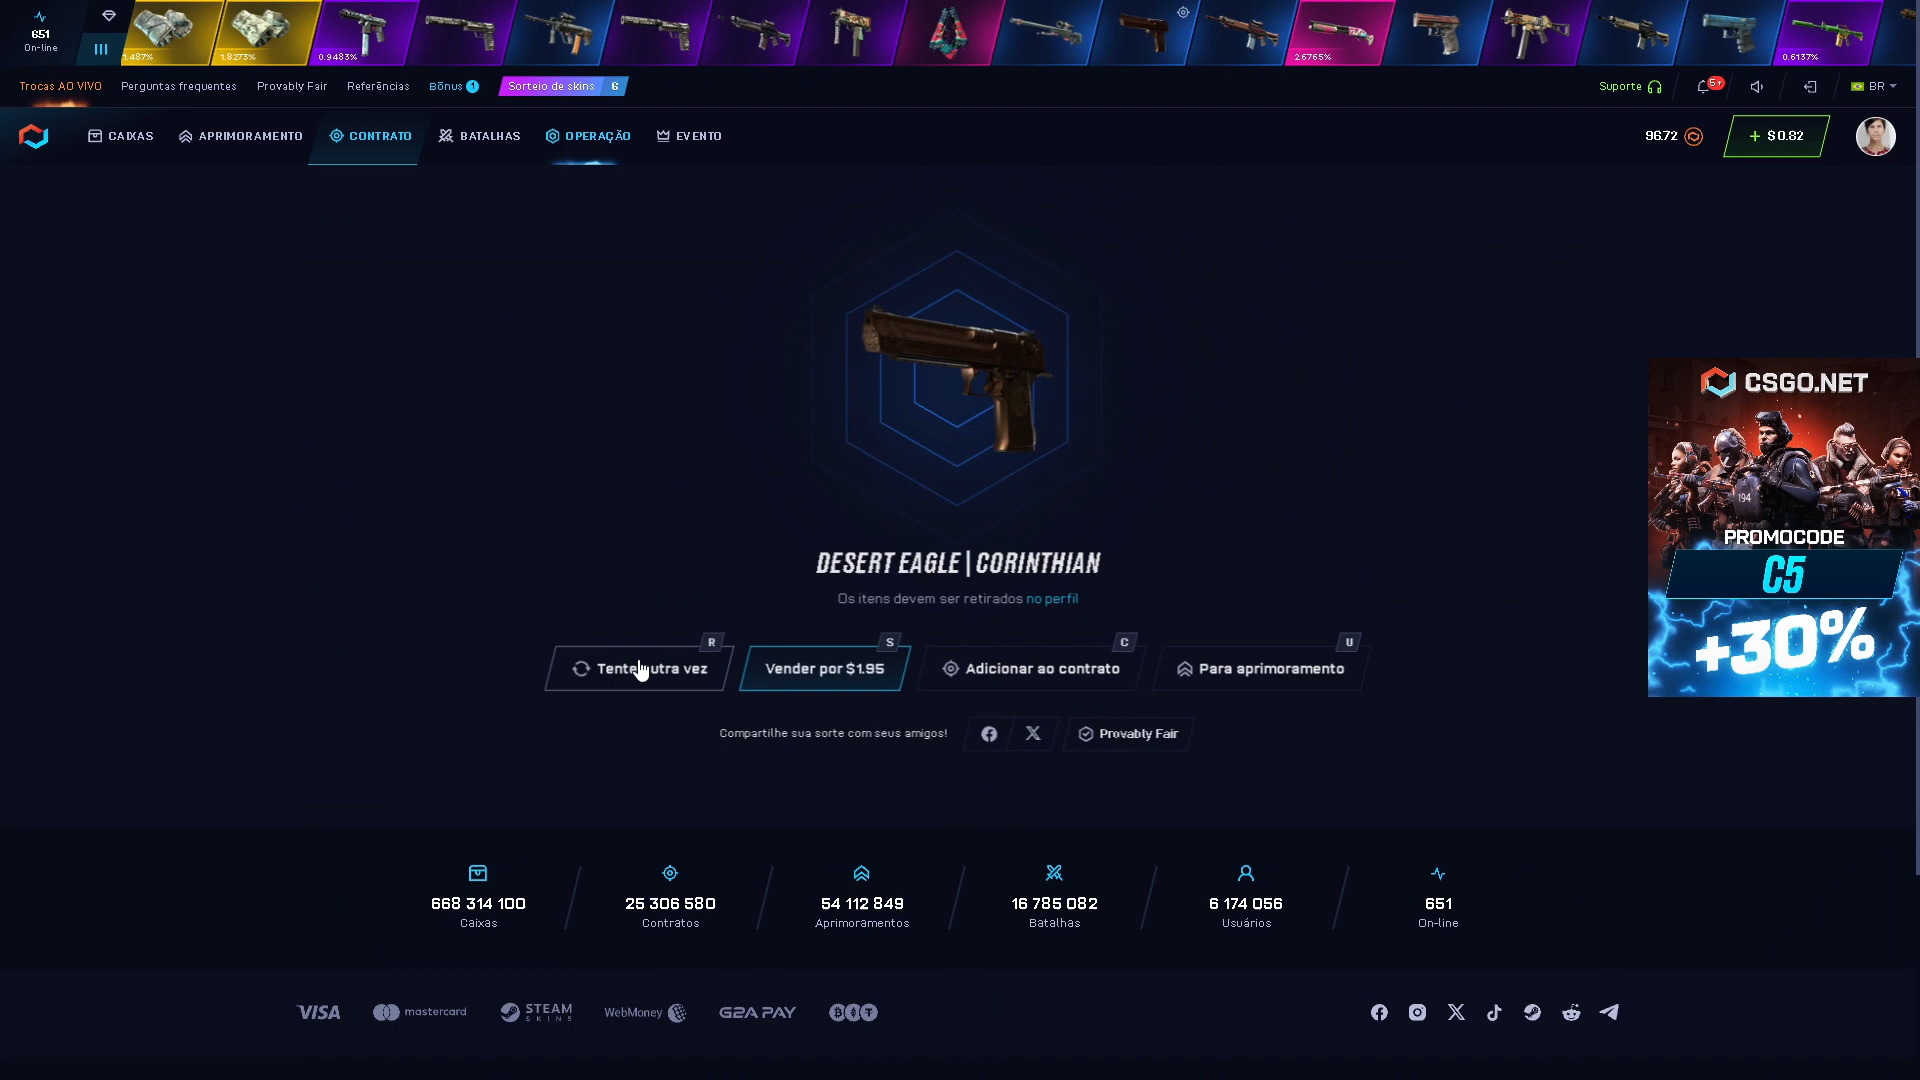 651
On-line
1.487%
1.8273%
0.9483%
2.6765%
0.6137%
Trocas AO VIVO
Perguntas frequentes
Provably Fair
Referências
Bônus 1
Sorteio de skins 6
Suporte
5+
BR
CAIXAS
APRIMORAMENTO
CONTRATO
BATALHAS
OPERAÇÃO
EVENTO
96.72
+ $ 0.82
CSGO.NET
194
PROMOCODE
C5
+30%
DESERT EAGLE | CORINTHIAN
Os itens devem ser retirados no perfil
R
S
C
U
Tente outra vez
Vender por $1.95
Adicionar ao contrato
Para aprimoramento
Compartilhe sua sorte com seus amigos!
Provably Fair
668 314 100
Caixas
25 306 580
Contratos
54 112 849
Aprimoramentos
16 785 082
Batalhas
6 174 056
Usuários
651
On-line
VISA
mastercard
STEAM
SKINS
WebMoney
G2A PAY